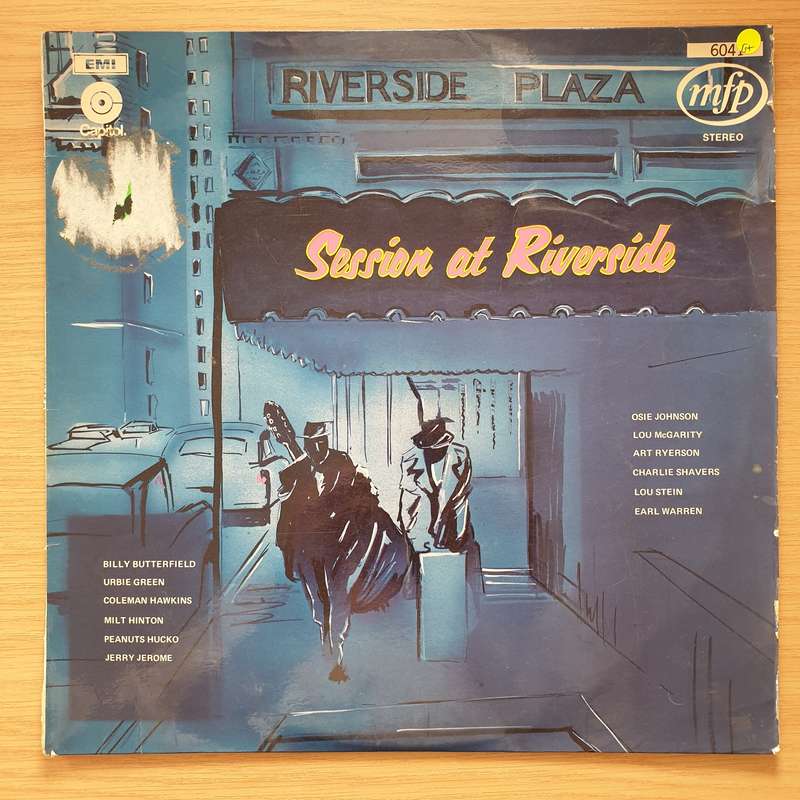 EMI
Capitol.
RIVERSIDE PLAZA
mfp
STEREO
Session at Riverside
OSIE JOHNSON
LOU McGARITY
ART RYERSON
CHARLIE SHAVERS
LOU STEIN
EARL WARREN
BILLY BUTTERFIELD
URBIE GREEN
COLEMAN HAWKINS
MILT HINTON
PEANUTS HUCKO
JERRY JEROME